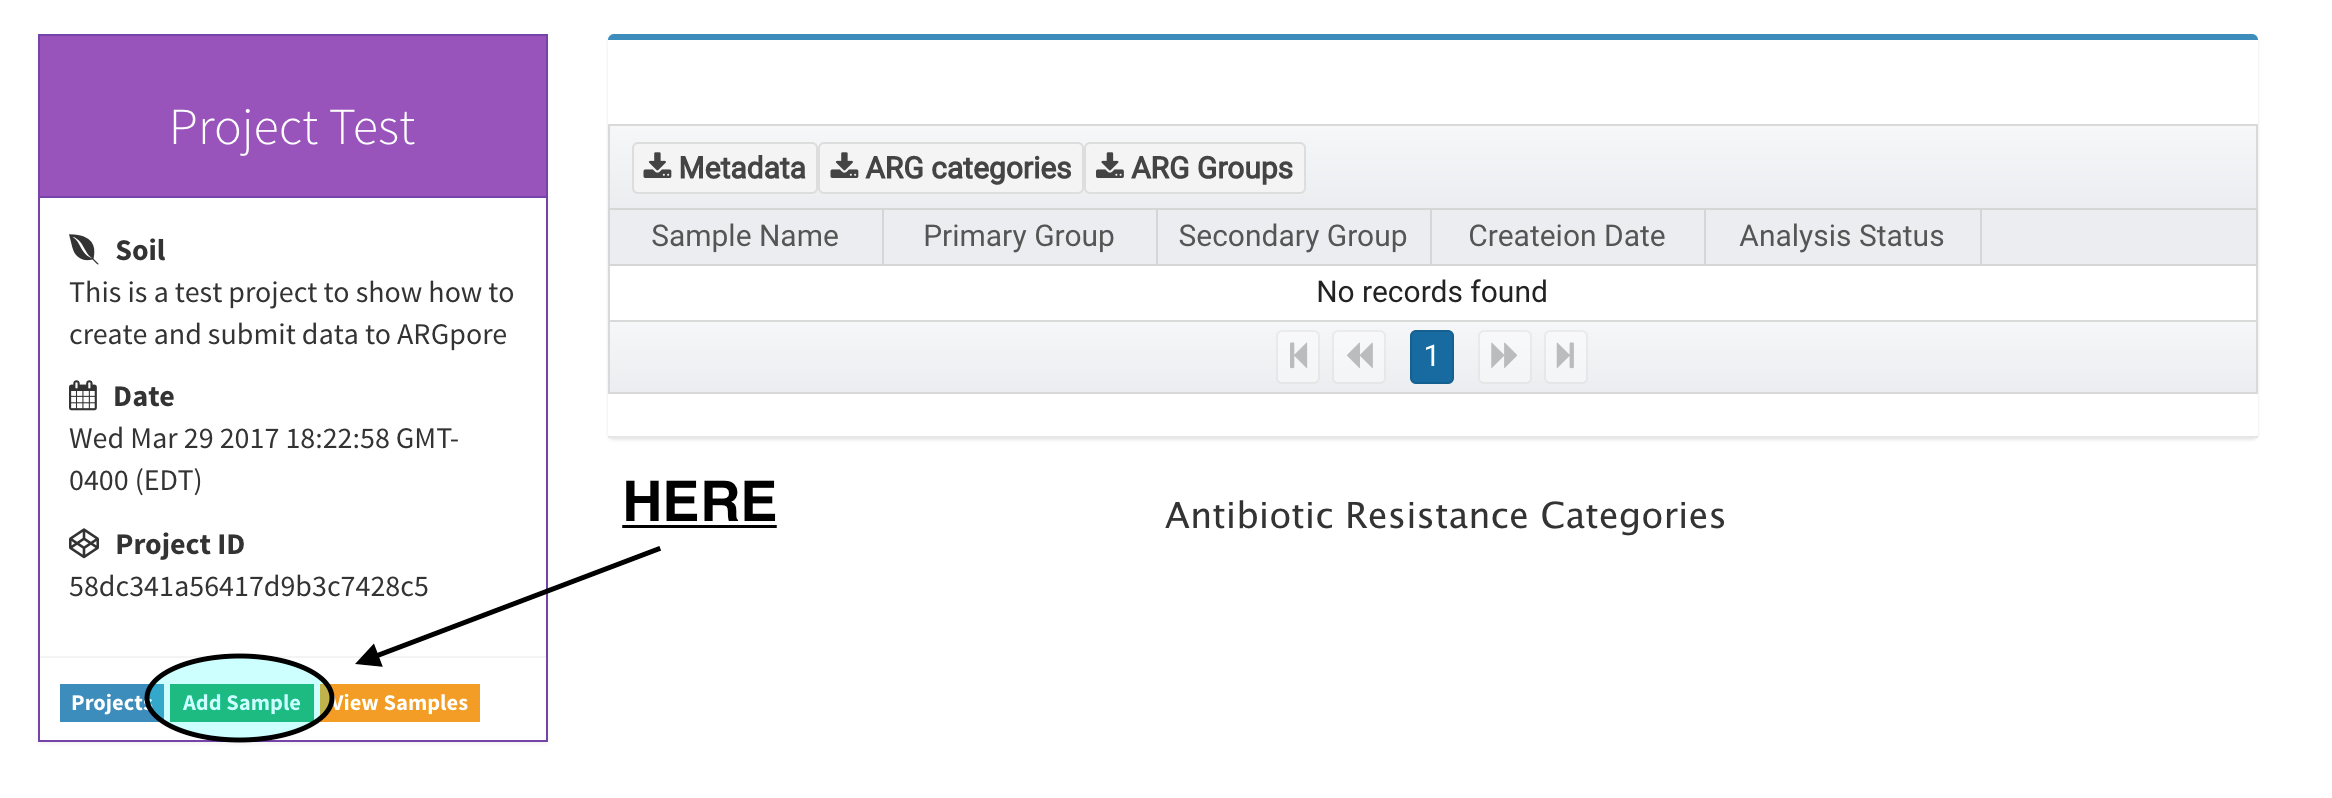 Project Test
Soil
This is a test project to show how to
create and submit data to ARGpore
Date
Wed Mar 29 2017 18:22:58 GMT-
0400 (EDT)
Project ID
58dc341a56417d9b3c7428c5
Projects Add Sample View Samples
Metadata ARG categories ARG Groups
Sample Name Primary Group Secondary Group Createion Date Analysis Status
No records found
1
HERE
Antibiotic Resistance Categories